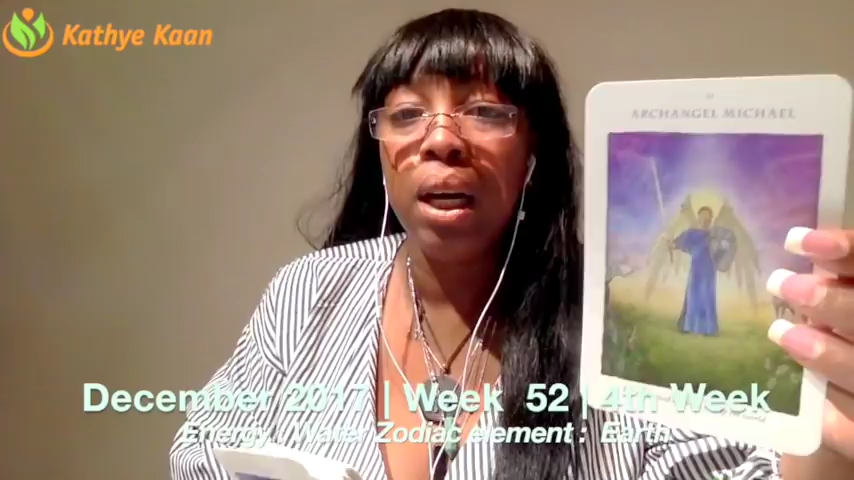 Kathye Kaan
ARCHANGEL MICHAEL
December 2017 | Week 52 | 4th Week
Energy : Water Zodiac element : Earth